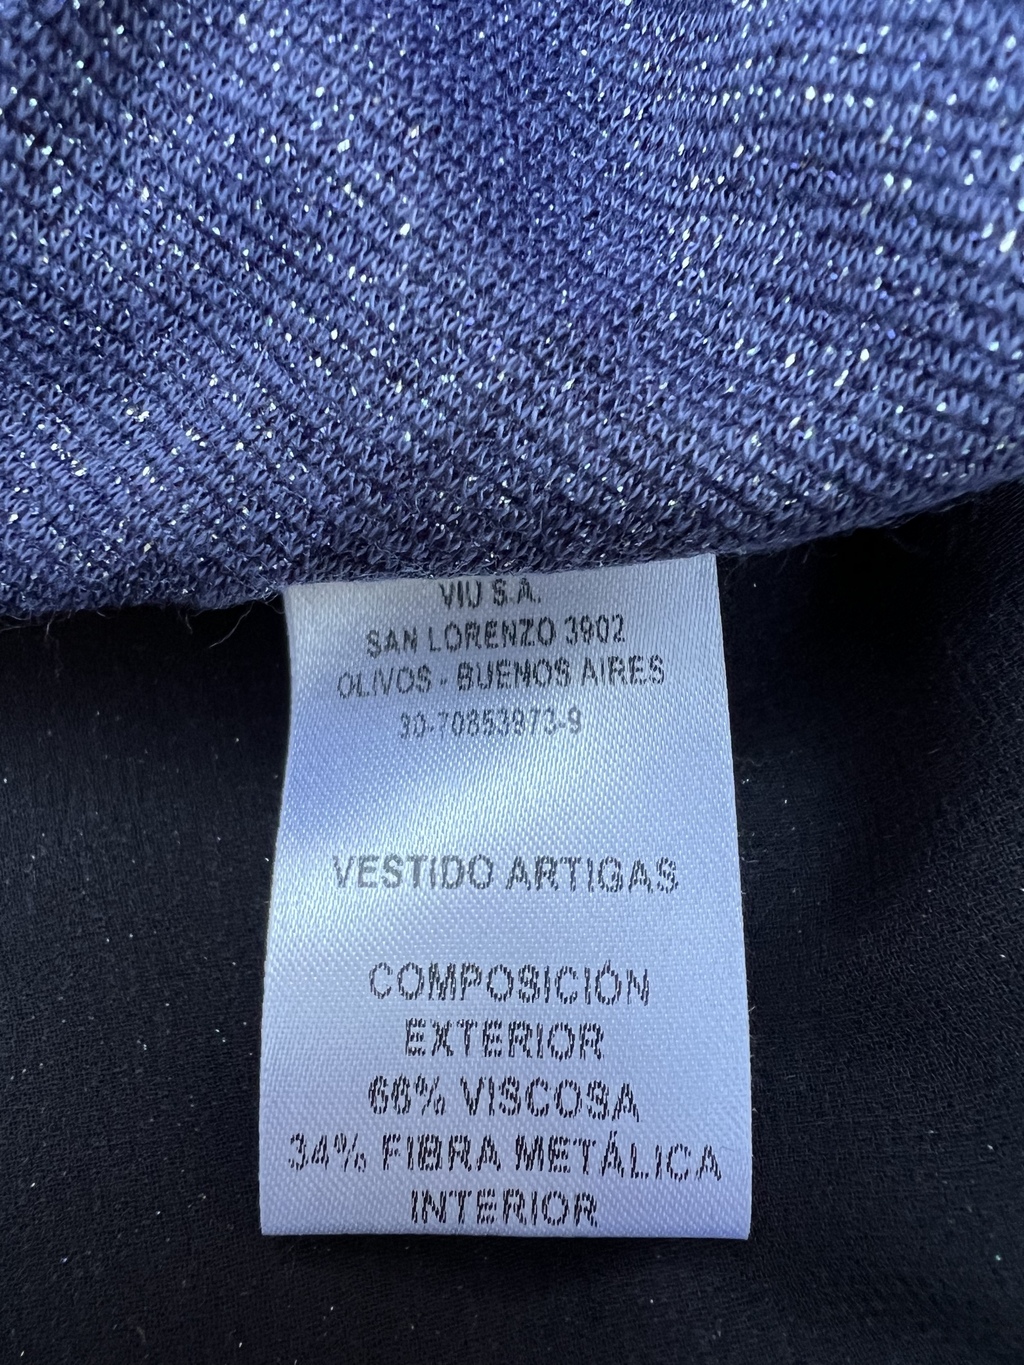 VIU S.A.
SAN LORENZO 3902
OLIVOS - BUENOS AIRES
30-70853973-9
VESTIDO ARTIGAS
COMPOSICIÓN
EXTERIOR
66% VISCOSA
34% FIBRA METÁLICA
INTERIOR